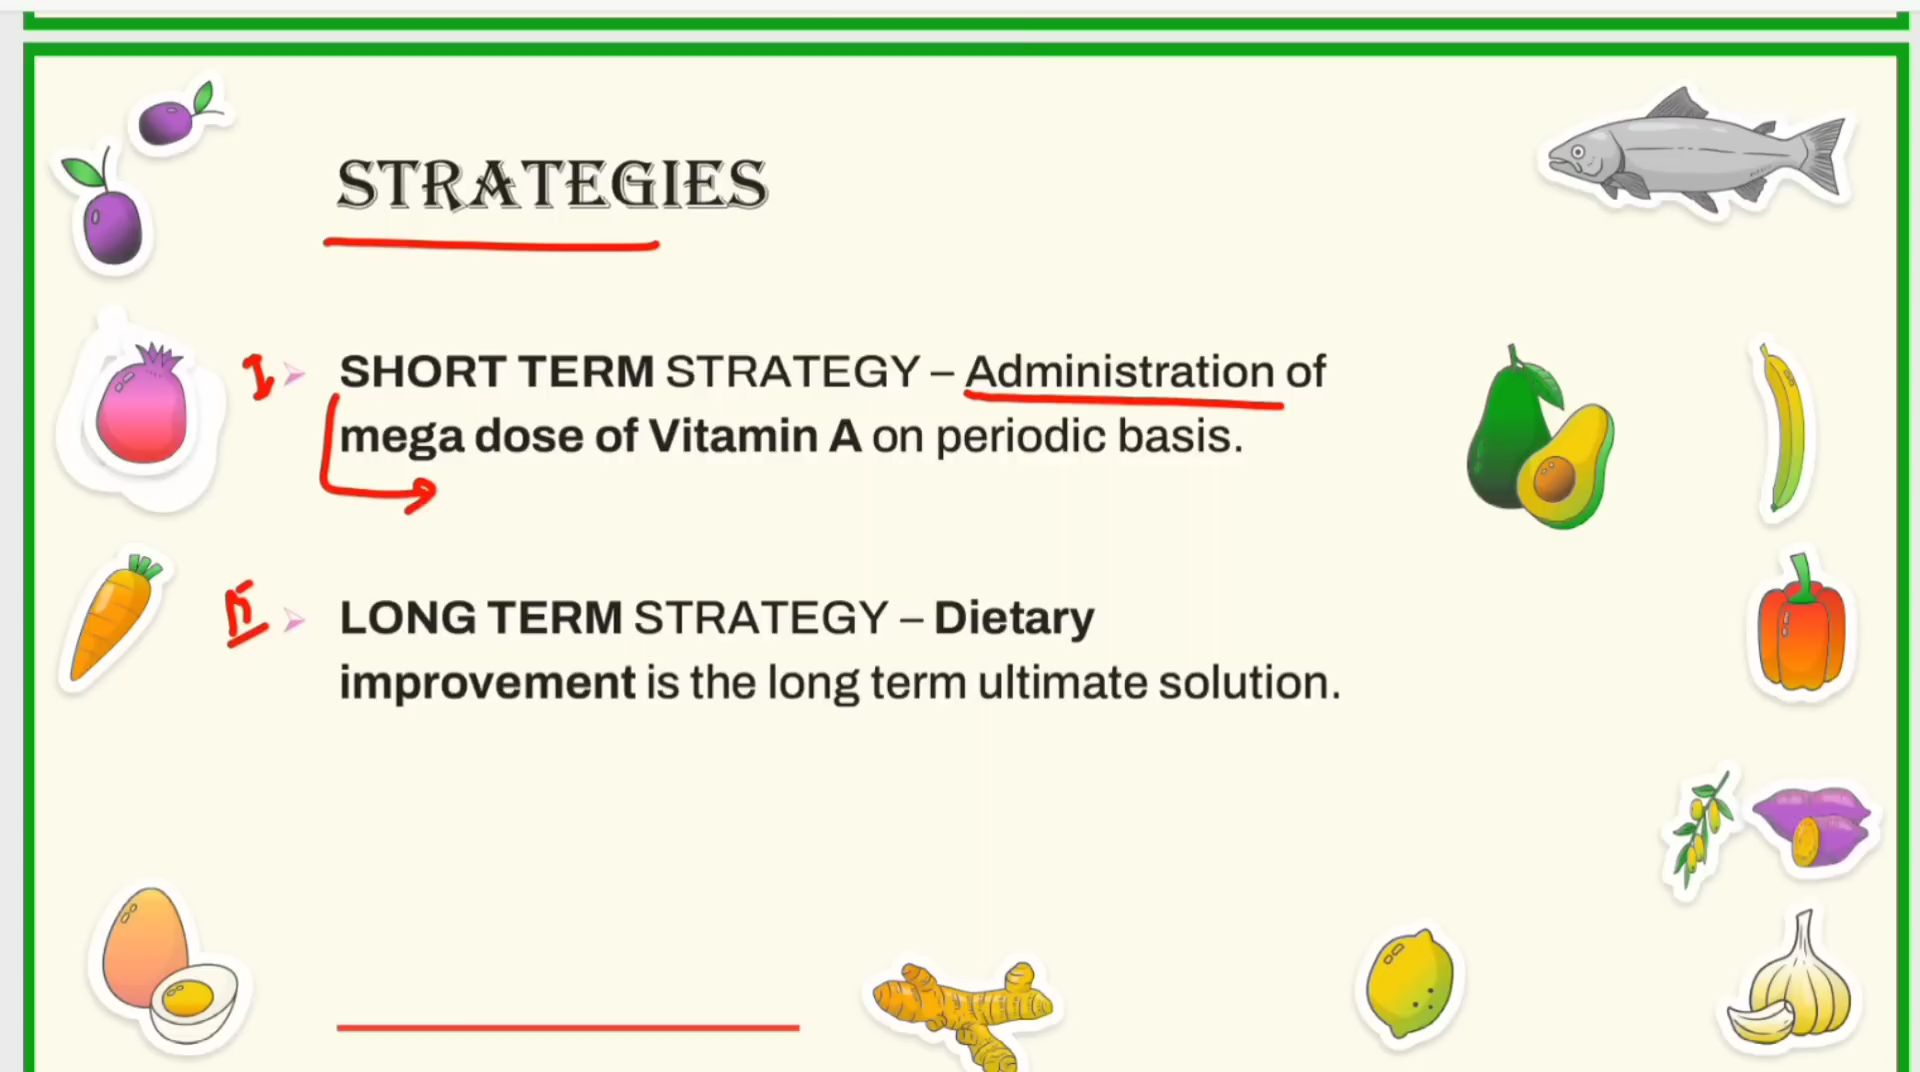 STRATEGIES
I
SHORT TERM STRATEGY – Administration of
mega dose of Vitamin A on periodic basis.
LONG TERM STRATEGY – Dietary
improvement is the long term ultimate solution.